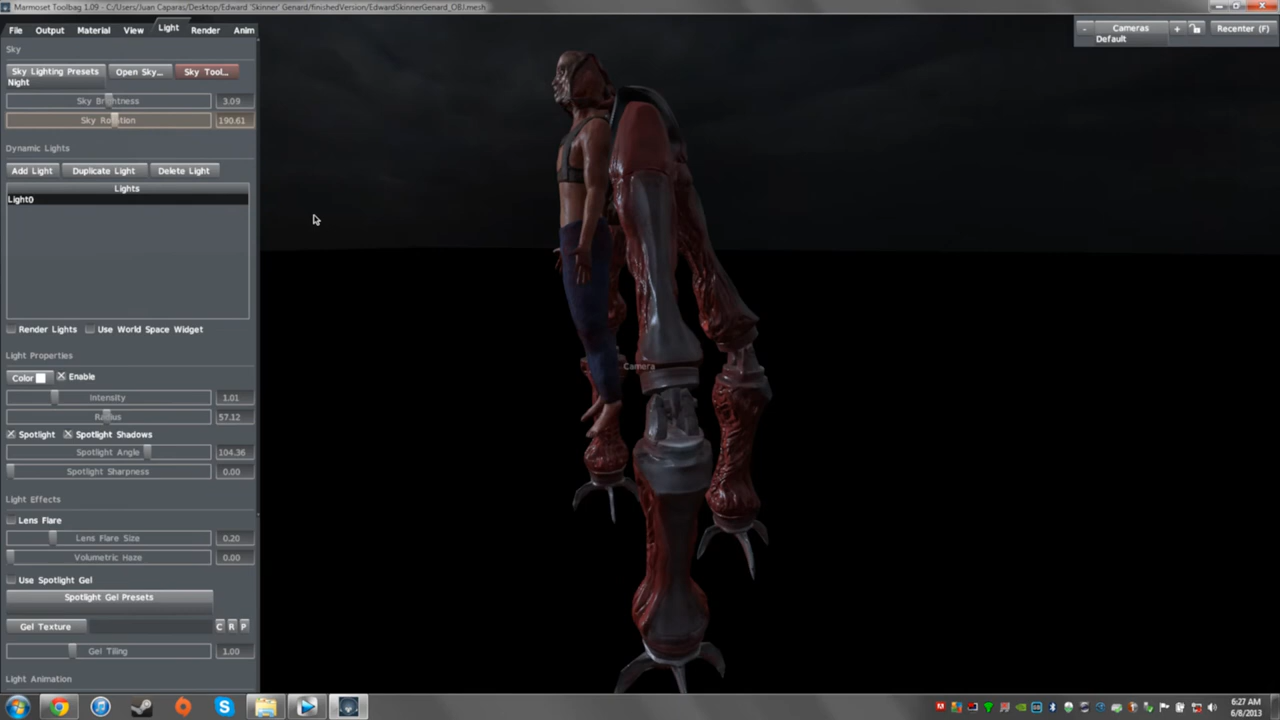 Marmoset Toolbag 1.09 - C:/Users/Juan Caparas/Desktop/Edward 'Skinner' Genard/finishedVersion/EdwardSkinnerGenard_OBJ.mesh
File Output Material View Light Render Anim
- Cameras + Recenter (F)
Default
Sky
Sky Lighting Presets Open Sky... Sky Tool...
Night
Sky Brightness 3.09
Sky Rotation 190.61
Dynamic Lights
Add Light Duplicate Light Delete Light
Lights
Light0
Render Lights Use World Space Widget
Light Properties
Color Enable
Camera
Intensity 1.01
Radius 57.12
Spotlight Spotlight Shadows
Spotlight Angle 104.36
Spotlight Sharpness 0.00
Light Effects
Lens Flare
Lens Flare Size 0.20
Volumetric Haze 0.00
Use Spotlight Gel
Spotlight Gel Presets
Gel Texture C R P
Gel Tiling 1.00
Light Animation
6:27 AM
6/8/2013